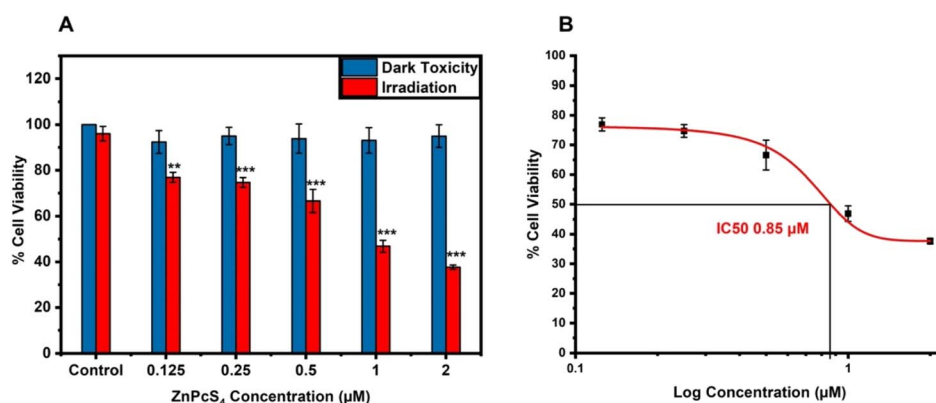 A
% Cell Viability
120
100
80
60
40
20
0
Dark Toxicity
Irradiation
**
***
***
***
***
Control 0.125 0.25 0.5 1 2
ZnPcS₄ Concentration (µM)
B
% Cell Viability
100
90
80
70
60
50
40
30
20
10
0
IC50 0.85 µM
0.1 1
Log Concentration (µM)